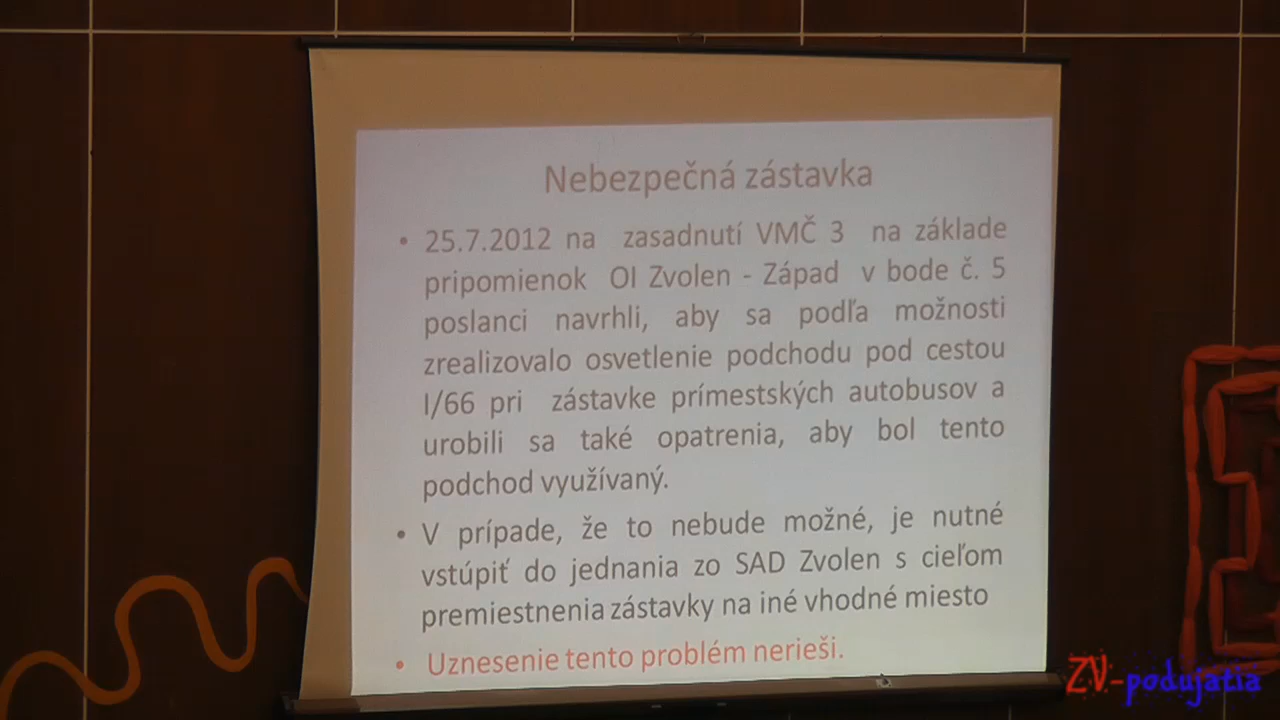 Nebezpečná zástavka
• 25.7.2012 na zasadnutí VMČ 3 na základe
pripomienok OI Zvolen - Západ v bode č. 5
poslanci navrhli, aby sa podľa možnosti
zrealizovalo osvetlenie podchodu pod cestou
I/66 pri zástavke prímestských autobusov a
urobili sa také opatrenia, aby bol tento
podchod využívaný.
• V prípade, že to nebude možné, je nutné
vstúpiť do jednania zo SAD Zvolen s cieľom
premiestnenia zástavky na iné vhodné miesto
• Uznesenie tento problém nerieši.
ZV-podujatia